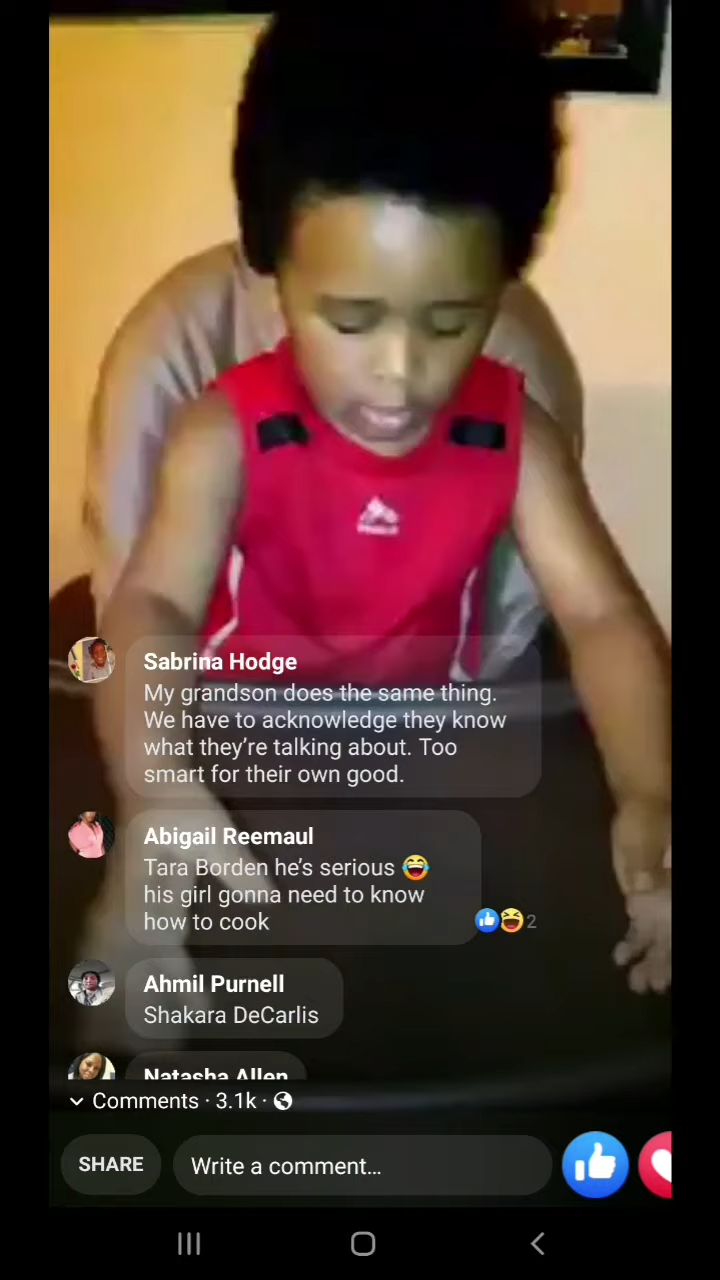 Sabrina Hodge
My grandson does the same thing.
We have to acknowledge they know
what they're talking about. Too
smart for their own good.
Abigail Reemaul
Tara Borden he's serious 😂
his girl gonna need to know
how to cook
2
Ahmil Purnell
Shakara DeCarlis
Natasha Allen
Comments · 3.1k ·
SHARE
Write a comment...